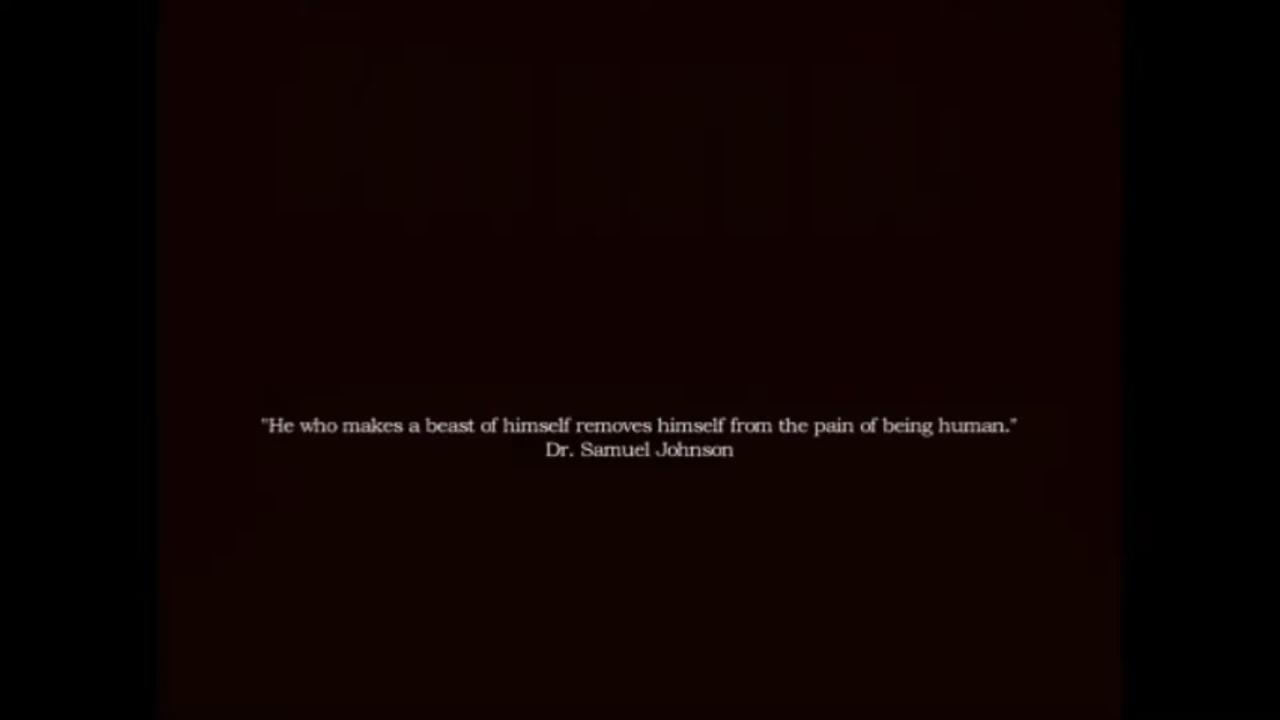 "He who makes a beast of himself removes himself from the pain of being human."
Dr. Samuel Johnson